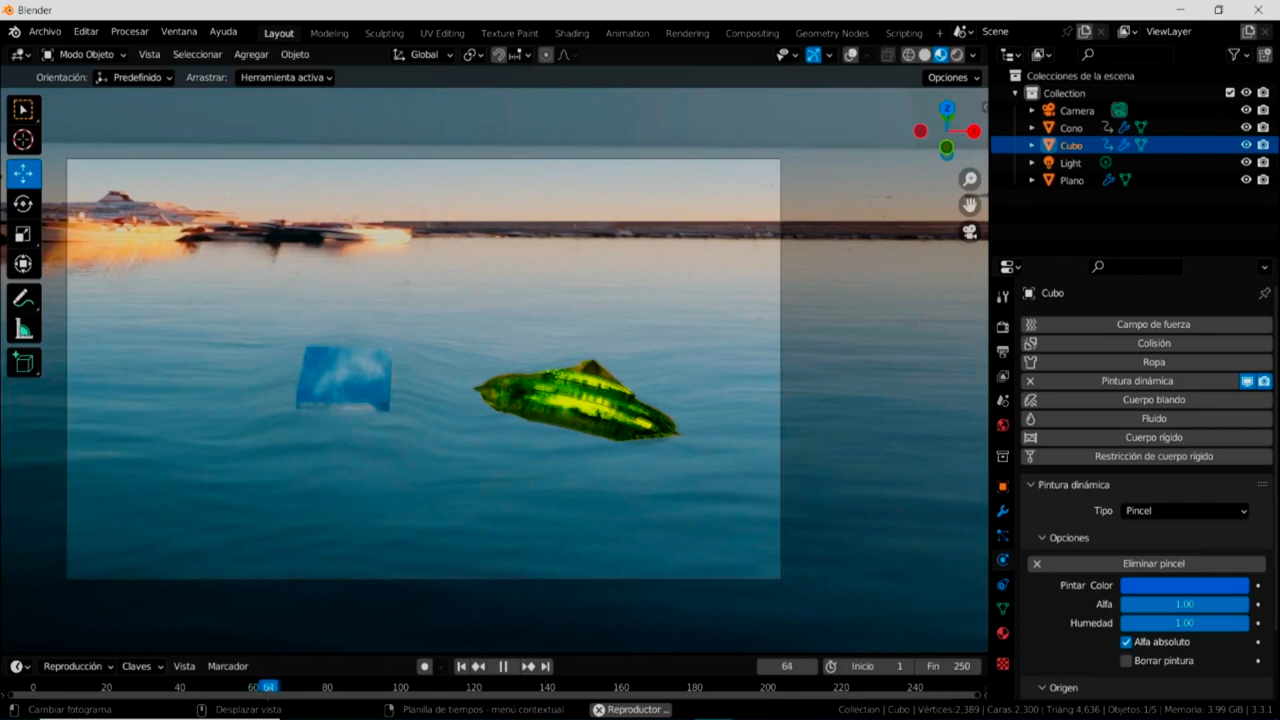 Blender
Archivo Editar Procesar Ventana Ayuda Layout Modeling Sculpting UV Editing Texture Paint Shading Animation Rendering Compositing Geometry Nodes Scripting + Scene ViewLayer
Modo Objeto Vista Seleccionar Agregar Objeto Global
Orientación: Predefinido Arrastrar: Herramienta activa Opciones
Z
X
Colecciones de la escena
Collection
Camera
Cono
Cubo
Light
Plano
Cubo
Campo de fuerza
Colisión
Ropa
Pintura dinámica
Cuerpo blando
Fluido
Cuerpo rígido
Restricción de cuerpo rígido
Pintura dinámica
Tipo Pincel
Opciones
Eliminar pincel
Pintar Color
Alfa 1.00
Humedad 1.00
Alfa absoluto
Borrar pintura
Origen
Reproducción Claves Vista Marcador 64 Inicio 1 Fin 250
0 20 40 60 64 80 100 120 140 160 180 200 220 240
Cambiar fotograma Desplazar vista Planilla de tiempos - menú contextual Reproductor ... Collection | Cubo | Vértices:2,389 | Caras:2,300 | Triáng:4,636 | Objetos:1/5 | Memoria: 3.99 GiB | 3.3.1